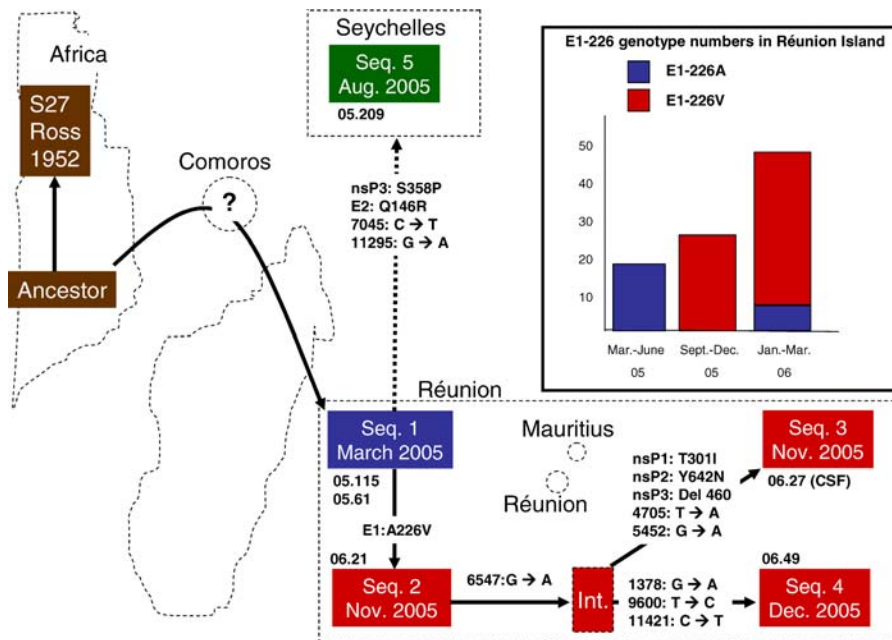 Africa
S27
Ross
1952
Ancestor
Comoros
?
Seychelles
Seq. 5
Aug. 2005
05.209
nsP3: S358P
E2: Q146R
7045: C → T
11295: G → A
E1-226 genotype numbers in Réunion Island
E1-226A
E1-226V
50
40
30
20
10
Mar.-June
05
Sept.-Dec.
05
Jan.-Mar.
06
Réunion
Seq. 1
March 2005
05.115
05.61
E1:A226V
06.21
Seq. 2
Nov. 2005
6547:G → A
Int.
Mauritius
Réunion
nsP1: T301I
nsP2: Y642N
nsP3: Del 460
4705: T → A
5452: G → A
Seq. 3
Nov. 2005
06.27 (CSF)
1378: G → A
9600: T → C
11421: C → T
06.49
Seq. 4
Dec. 2005